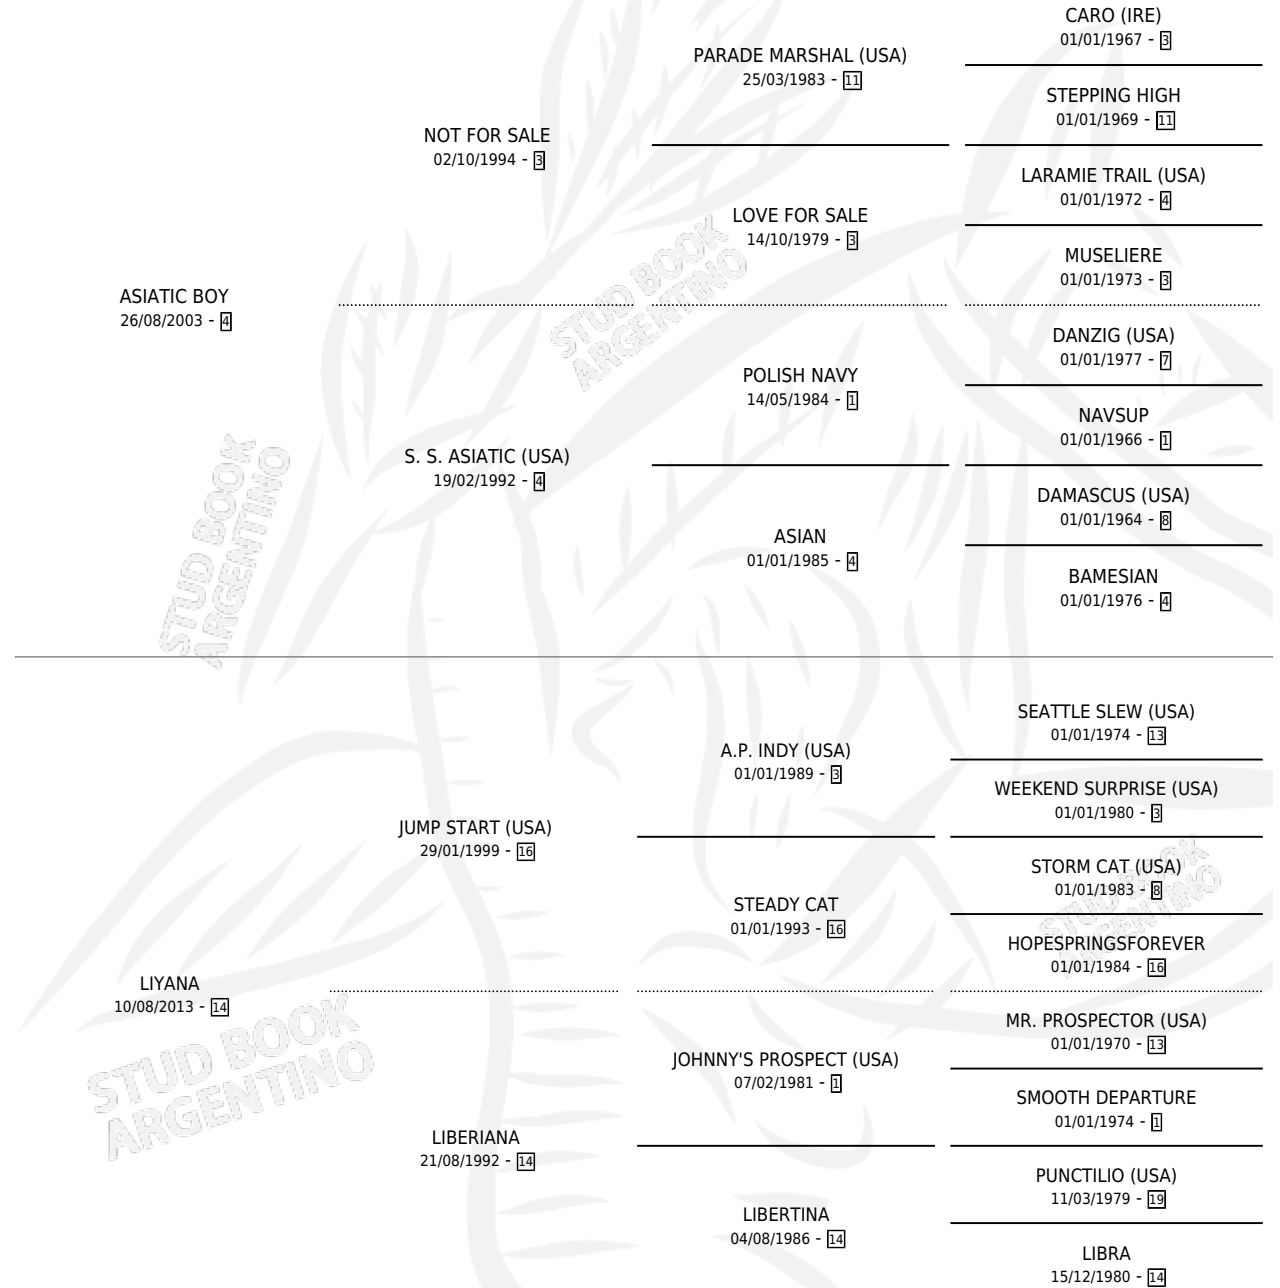 CARO (IRE)
01/01/1967 - 3
PARADE MARSHAL (USA)
25/03/1983 - 11
STEPPING HIGH
01/01/1969 - 11
NOT FOR SALE
02/10/1994 - 3
LARAMIE TRAIL (USA)
01/01/1972 - 4
LOVE FOR SALE
14/10/1979 - 3
MUSELIERE
01/01/1973 - 3
ASIATIC BOY
26/08/2003 - 4
STUD BOOK
ARGENTINO
DANZIG (USA)
01/01/1977 - 7
POLISH NAVY
14/05/1984 - 1
NAVSUP
01/01/1966 - 1
S. S. ASIATIC (USA)
19/02/1992 - 4
DAMASCUS (USA)
01/01/1964 - 8
ASIAN
01/01/1985 - 4
BAMESIAN
01/01/1976 - 4
STUD BOOK
ARGENTINO
SEATTLE SLEW (USA)
01/01/1974 - 13
A.P. INDY (USA)
01/01/1989 - 3
WEEKEND SURPRISE (USA)
01/01/1980 - 3
JUMP START (USA)
29/01/1999 - 16
STORM CAT (USA)
01/01/1983 - 8
STUD BOOK
ARGENTINO
STEADY CAT
01/01/1993 - 16
HOPESPRINGSFOREVER
01/01/1984 - 16
LIYANA
10/08/2013 - 14
STUD BOOK
ARGENTINO
MR. PROSPECTOR (USA)
01/01/1970 - 13
JOHNNY'S PROSPECT (USA)
07/02/1981 - 1
SMOOTH DEPARTURE
01/01/1974 - 1
LIBERIANA
21/08/1992 - 14
PUNCTILIO (USA)
11/03/1979 - 19
LIBERTINA
04/08/1986 - 14
LIBRA
15/12/1980 - 14